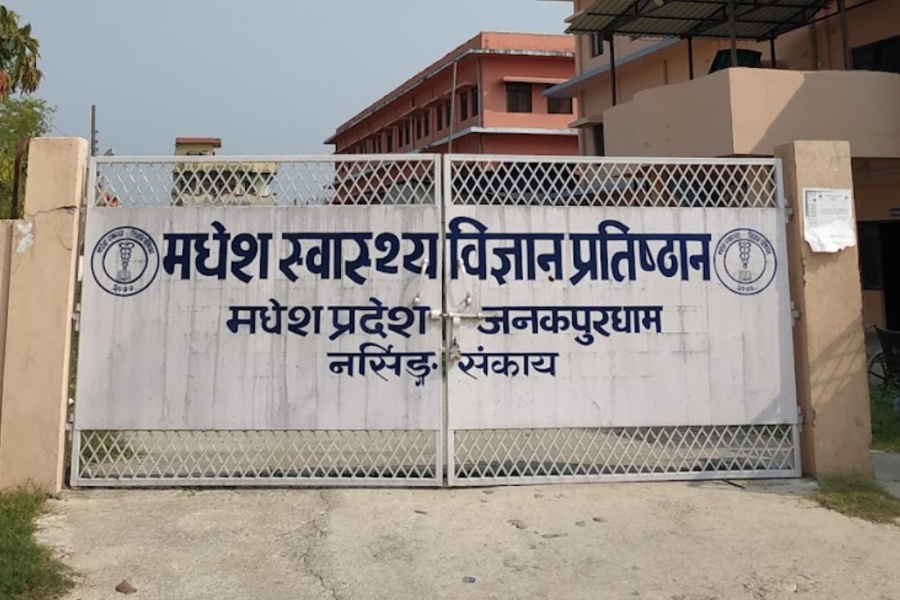 मधेश स्वास्थ्य विज्ञान प्रतिष्ठान
मधेश प्रदेश जनकपुरधाम
नर्सिङ संकाय